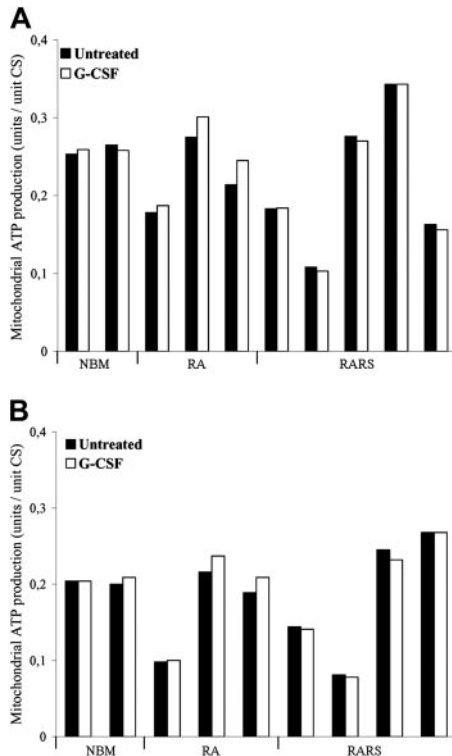 A
Mitochondrial ATP production (units / unit CS)
0,4
0,3
0,2
0,1
0
Untreated
G-CSF
NBM RA RARS
B
Mitochondrial ATP production (units / unit CS)
0,4
0,3
0,2
0,1
0
Untreated
G-CSF
NBM RA RARS